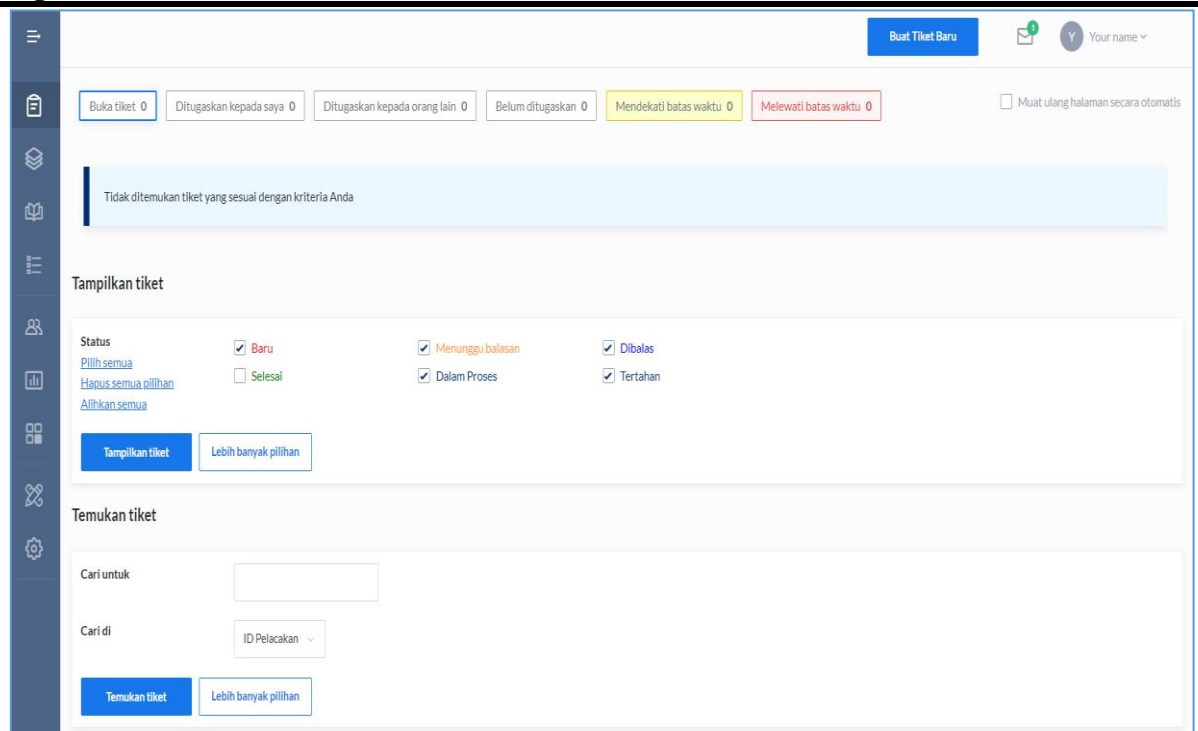 Buat Tiket Baru
1
Y Your name
Buka tiket 0 Ditugaskan kepada saya 0 Ditugaskan kepada orang lain 0 Belum ditugaskan 0 Mendekati batas waktu 0 Melewati batas waktu 0 Muat ulang halaman secara otomatis
Tidak ditemukan tiket yang sesuai dengan kriteria Anda
Tampilkan tiket
Status Baru Menunggu balasan Dibalas
Pilih semua
Hapus semua pilihan Selesai Dalam Proses Tertahan
Alihkan semua
Tampilkan tiket Lebih banyak pilihan
Temukan tiket
Cari untuk
Cari di ID Pelacakan
Temukan tiket Lebih banyak pilihan